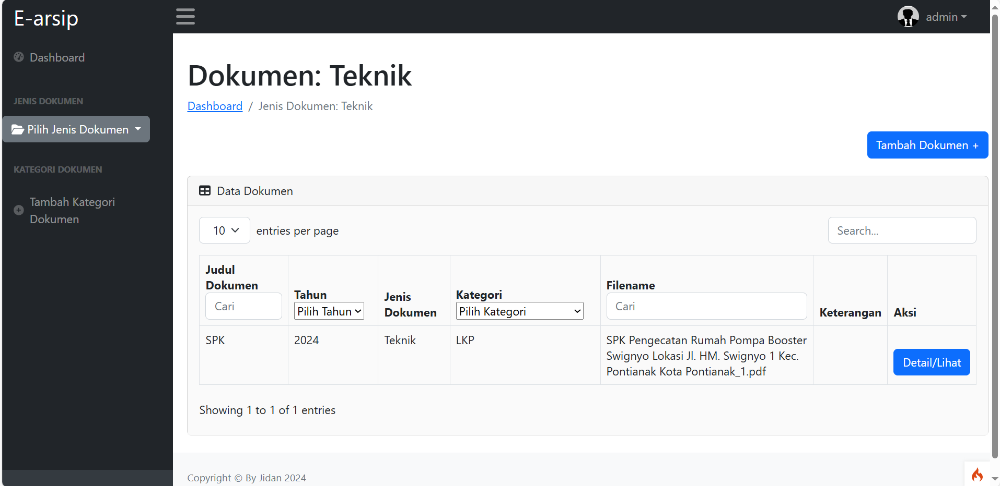 E-arsip
admin
Dashboard
JENIS DOKUMEN
Pilih Jenis Dokumen
KATEGORI DOKUMEN
Tambah Kategori
Dokumen
Dokumen: Teknik
Dashboard / Jenis Dokumen: Teknik
Tambah Dokumen +
Data Dokumen
10 entries per page
Search...
Judul
Dokumen
Cari
Tahun
Pilih Tahun
Jenis
Dokumen
Kategori
Pilih Kategori
Filename
Cari
Keterangan
Aksi
SPK
2024
Teknik
LKP
SPK Pengecatan Rumah Pompa Booster
Swignyo Lokasi Jl. HM. Swignyo 1 Kec.
Pontianak Kota Pontianak_1.pdf
Detail/Lihat
Showing 1 to 1 of 1 entries
Copyright © By Jidan 2024